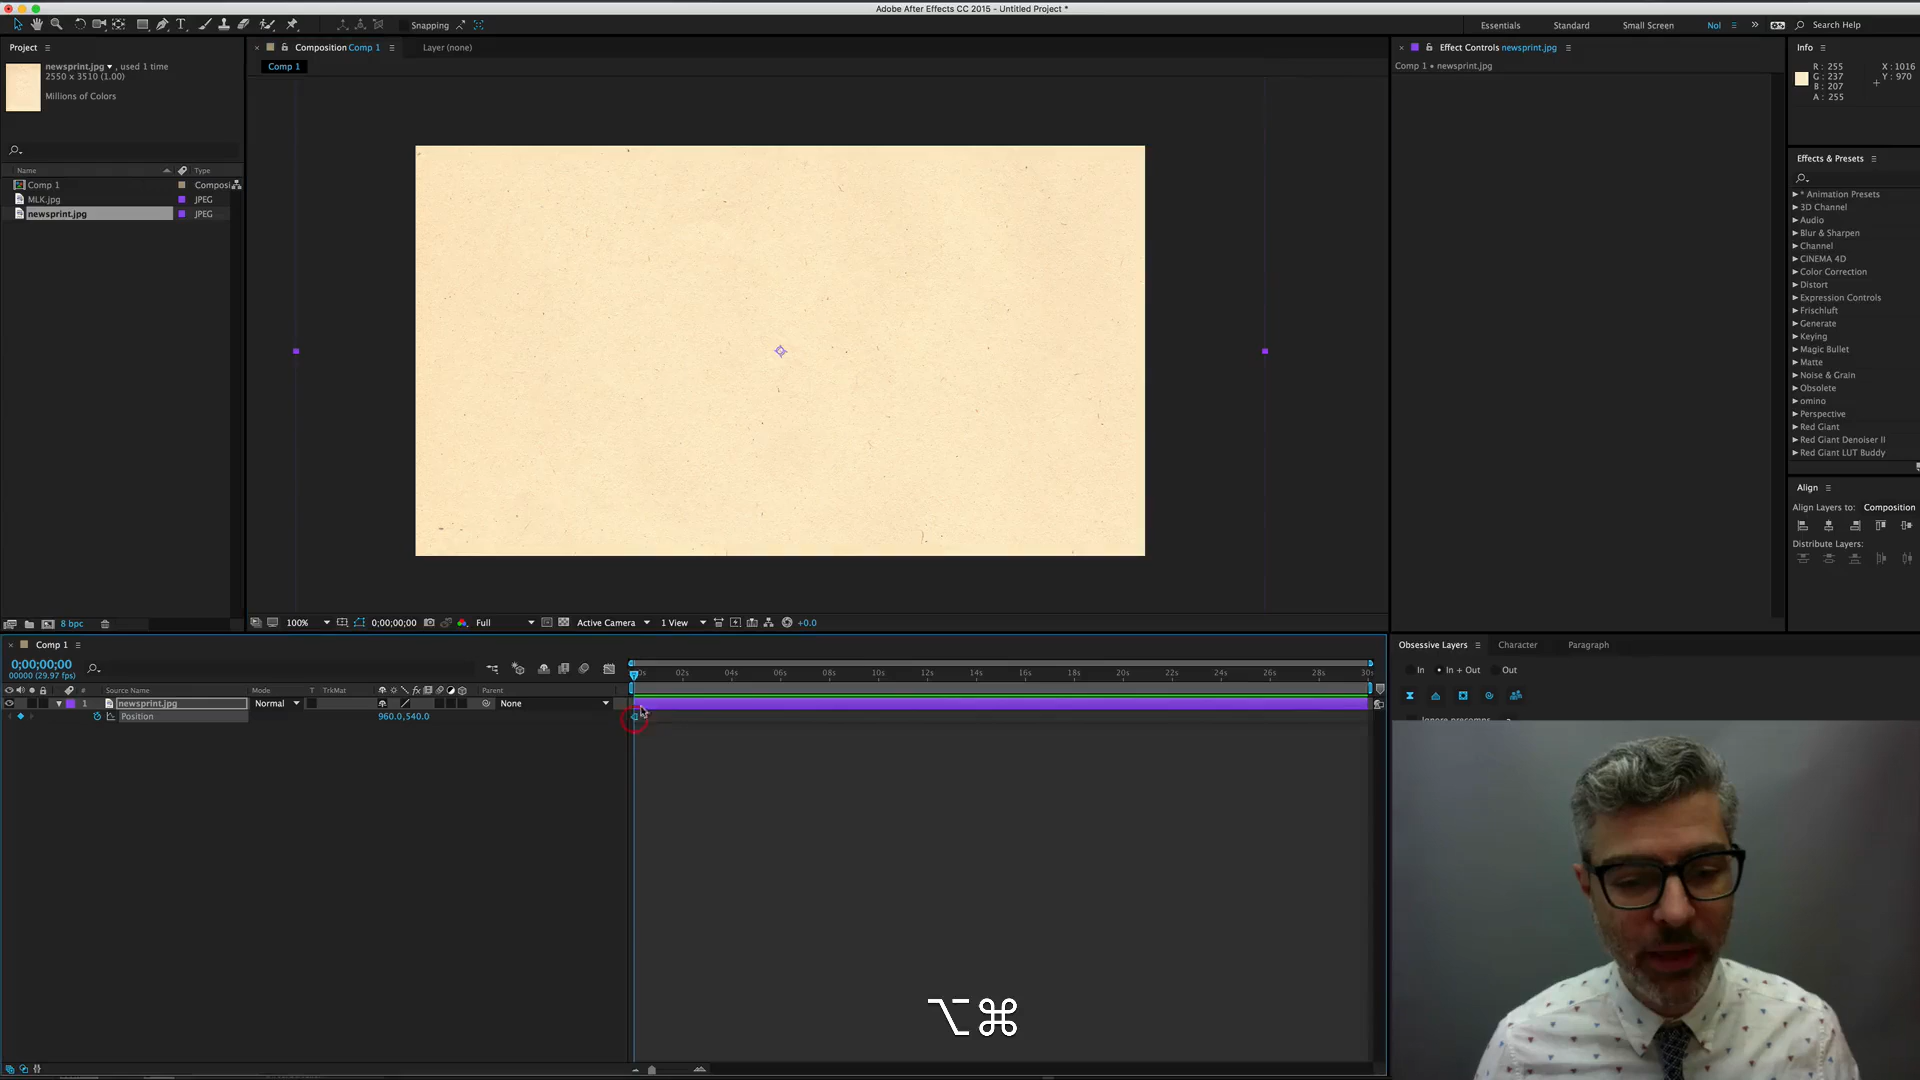 Adobe After Effects CC 2015 - Untitled Project *
Snapping
Essentials
Standard
Small Screen
Nol
Search Help
Project
newsprint.jpg ▾ , used 1 time
2550 x 3510 (1.00)
Millions of Colors
Name
Type
Comp 1
Composi
MLK.jpg
JPEG
newsprint.jpg
JPEG
8 bpc
Composition Comp 1
Layer (none)
Comp 1
100%
0;00;00;00
Full
Active Camera
1 View
+0.0
Effect Controls newsprint.jpg
Comp 1 • newsprint.jpg
Info
R : 255
G : 237
B : 207
A : 255
X : 1016
Y : 970
Effects & Presets
* Animation Presets
3D Channel
Audio
Blur & Sharpen
Channel
CINEMA 4D
Color Correction
Distort
Expression Controls
Frischluft
Generate
Keying
Magic Bullet
Matte
Noise & Grain
Obsolete
omino
Perspective
Red Giant
Red Giant Denoiser II
Red Giant LUT Buddy
Align
Align Layers to:
Composition
Distribute Layers:
Comp 1
0;00;00;00
00000 (29.97 fps)
#
Source Name
Mode
T
TrkMat
fx
Parent
1
newsprint.jpg
Normal
None
Position
960.0,540.0
0s
02s
04s
06s
08s
10s
12s
14s
16s
18s
20s
22s
24s
26s
28s
30s
Obsessive Layers
Character
Paragraph
In
In + Out
Out
Ignore precomps
⌥⌘